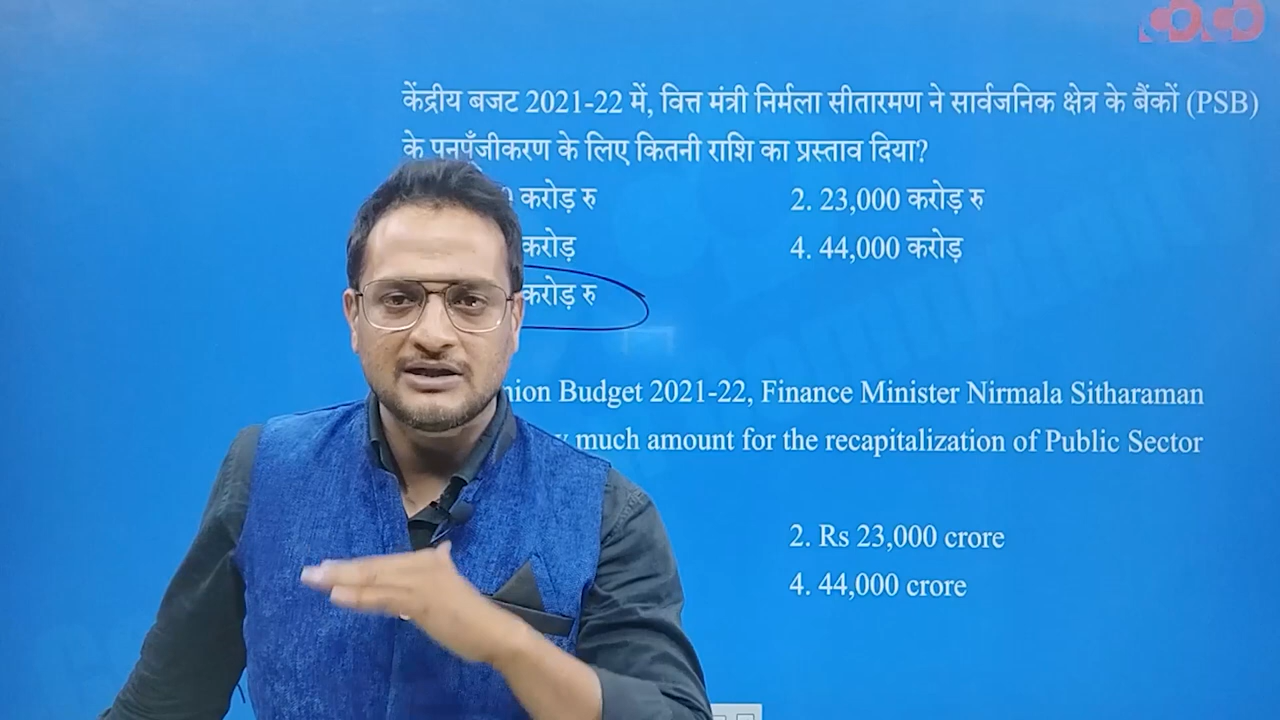 केंद्रीय बजट 2021-22 में, वित्त मंत्री निर्मला सीतारमण ने सार्वजनिक क्षेत्र के बैंकों (PSB)
के पुनर्पूँजीकरण के लिए कितनी राशि का प्रस्ताव दिया?
करोड़ रु 2. 23,000 करोड़ रु
करोड़ 4. 44,000 करोड़
करोड़ रु
Budget 2021-22, Finance Minister Nirmala Sitharaman
much amount for the recapitalization of Public Sector
2. Rs 23,000 crore
4. 44,000 crore